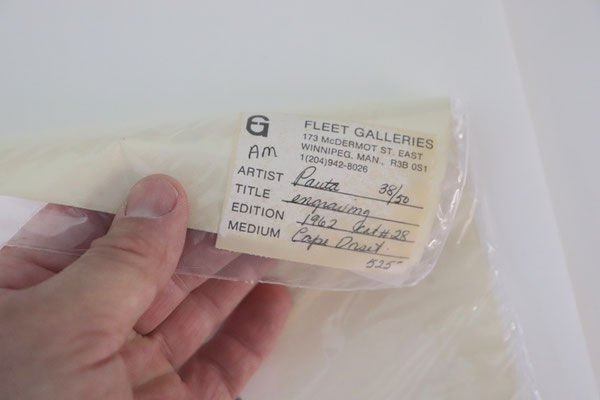 FG
FLEET GALLERIES
173 McDERMOT ST. EAST
WINNIPEG, MAN., R3B 0S1
1(204)942-8026
AM
ARTIST Pauta 38/50
TITLE engraving
EDITION 1962 Cat #28
MEDIUM Cape Dorset.
525—